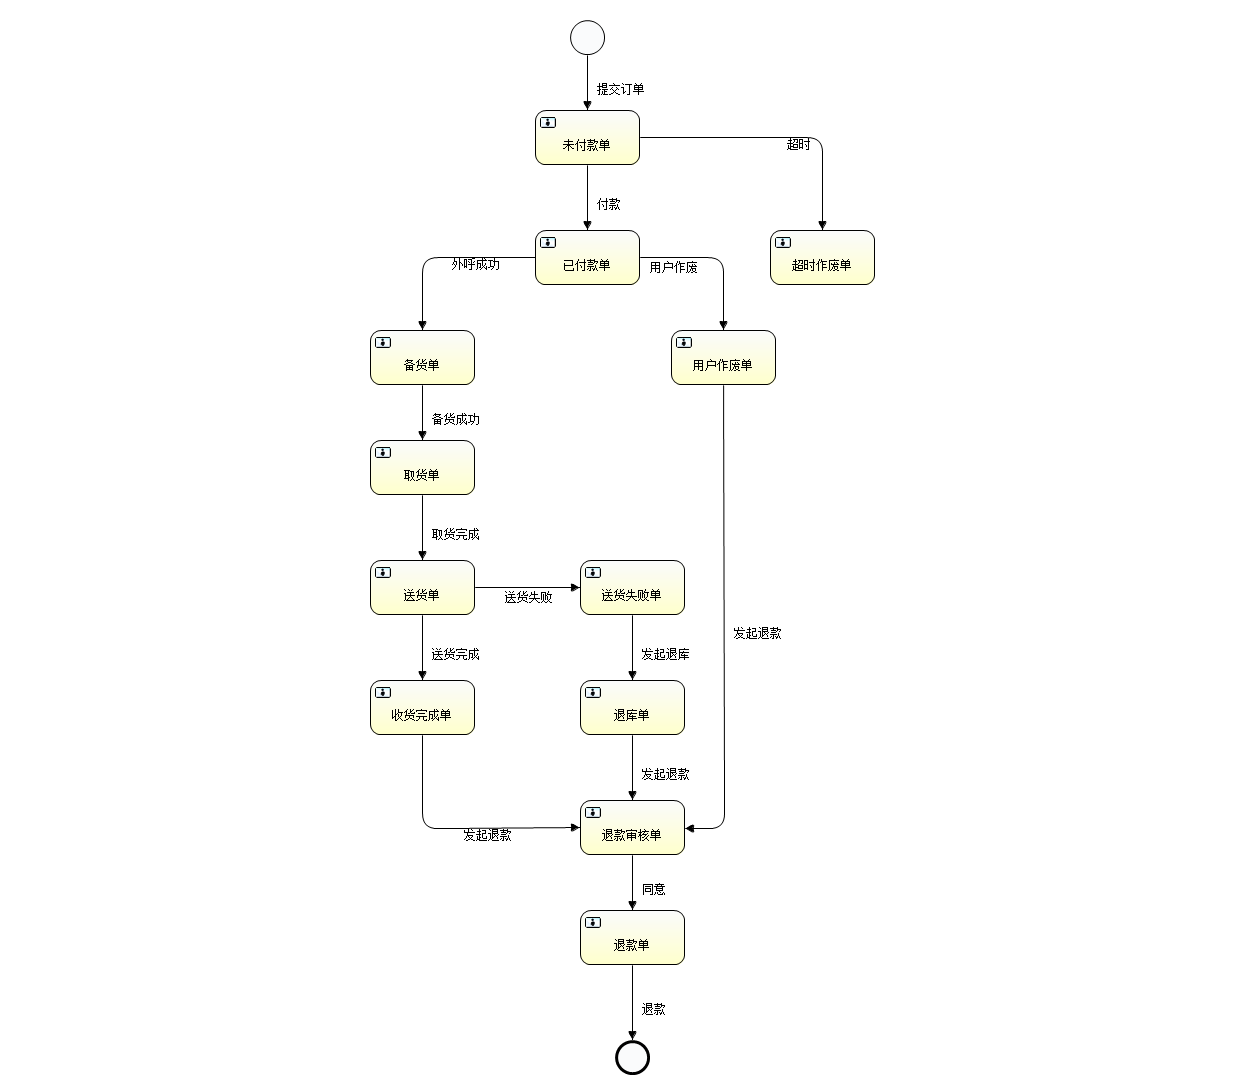 提交订单
未付款单
超时
付款
已付款单
外呼成功
用户作废
超时作废单
备货单
用户作废单
备货成功
取货单
取货完成
送货单
送货失败
送货失败单
发起退款
送货完成
发起退库
收货完成单
退库单
发起退款
发起退款
退款审核单
同意
退款单
退款